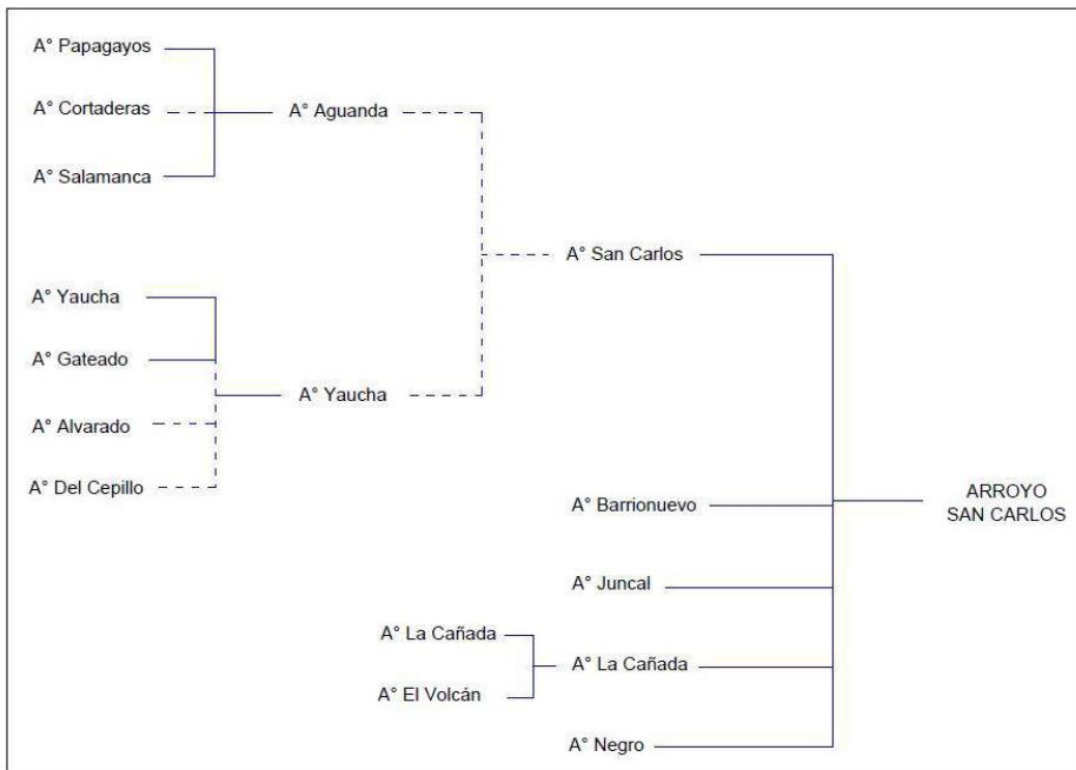 A° Papagayos
A° Cortaderas
A° Aguanda
A° Salamanca
A° San Carlos
A° Yaucha
A° Gateado
A° Yaucha
A° Alvarado
A° Del Cepillo
ARROYO
SAN CARLOS
A° Barrionuevo
A° Juncal
A° La Cañada
A° La Cañada
A° El Volcán
A° Negro